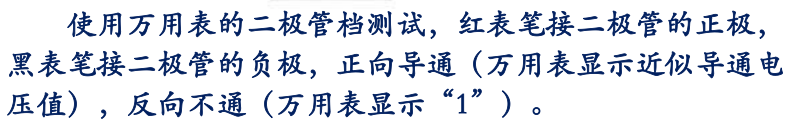 使用万用表的二极管档测试，红表笔接二极管的正极，
黑表笔接二极管的负极，正向导通（万用表显示近似导通电
压值），反向不通（万用表显示“1”）。